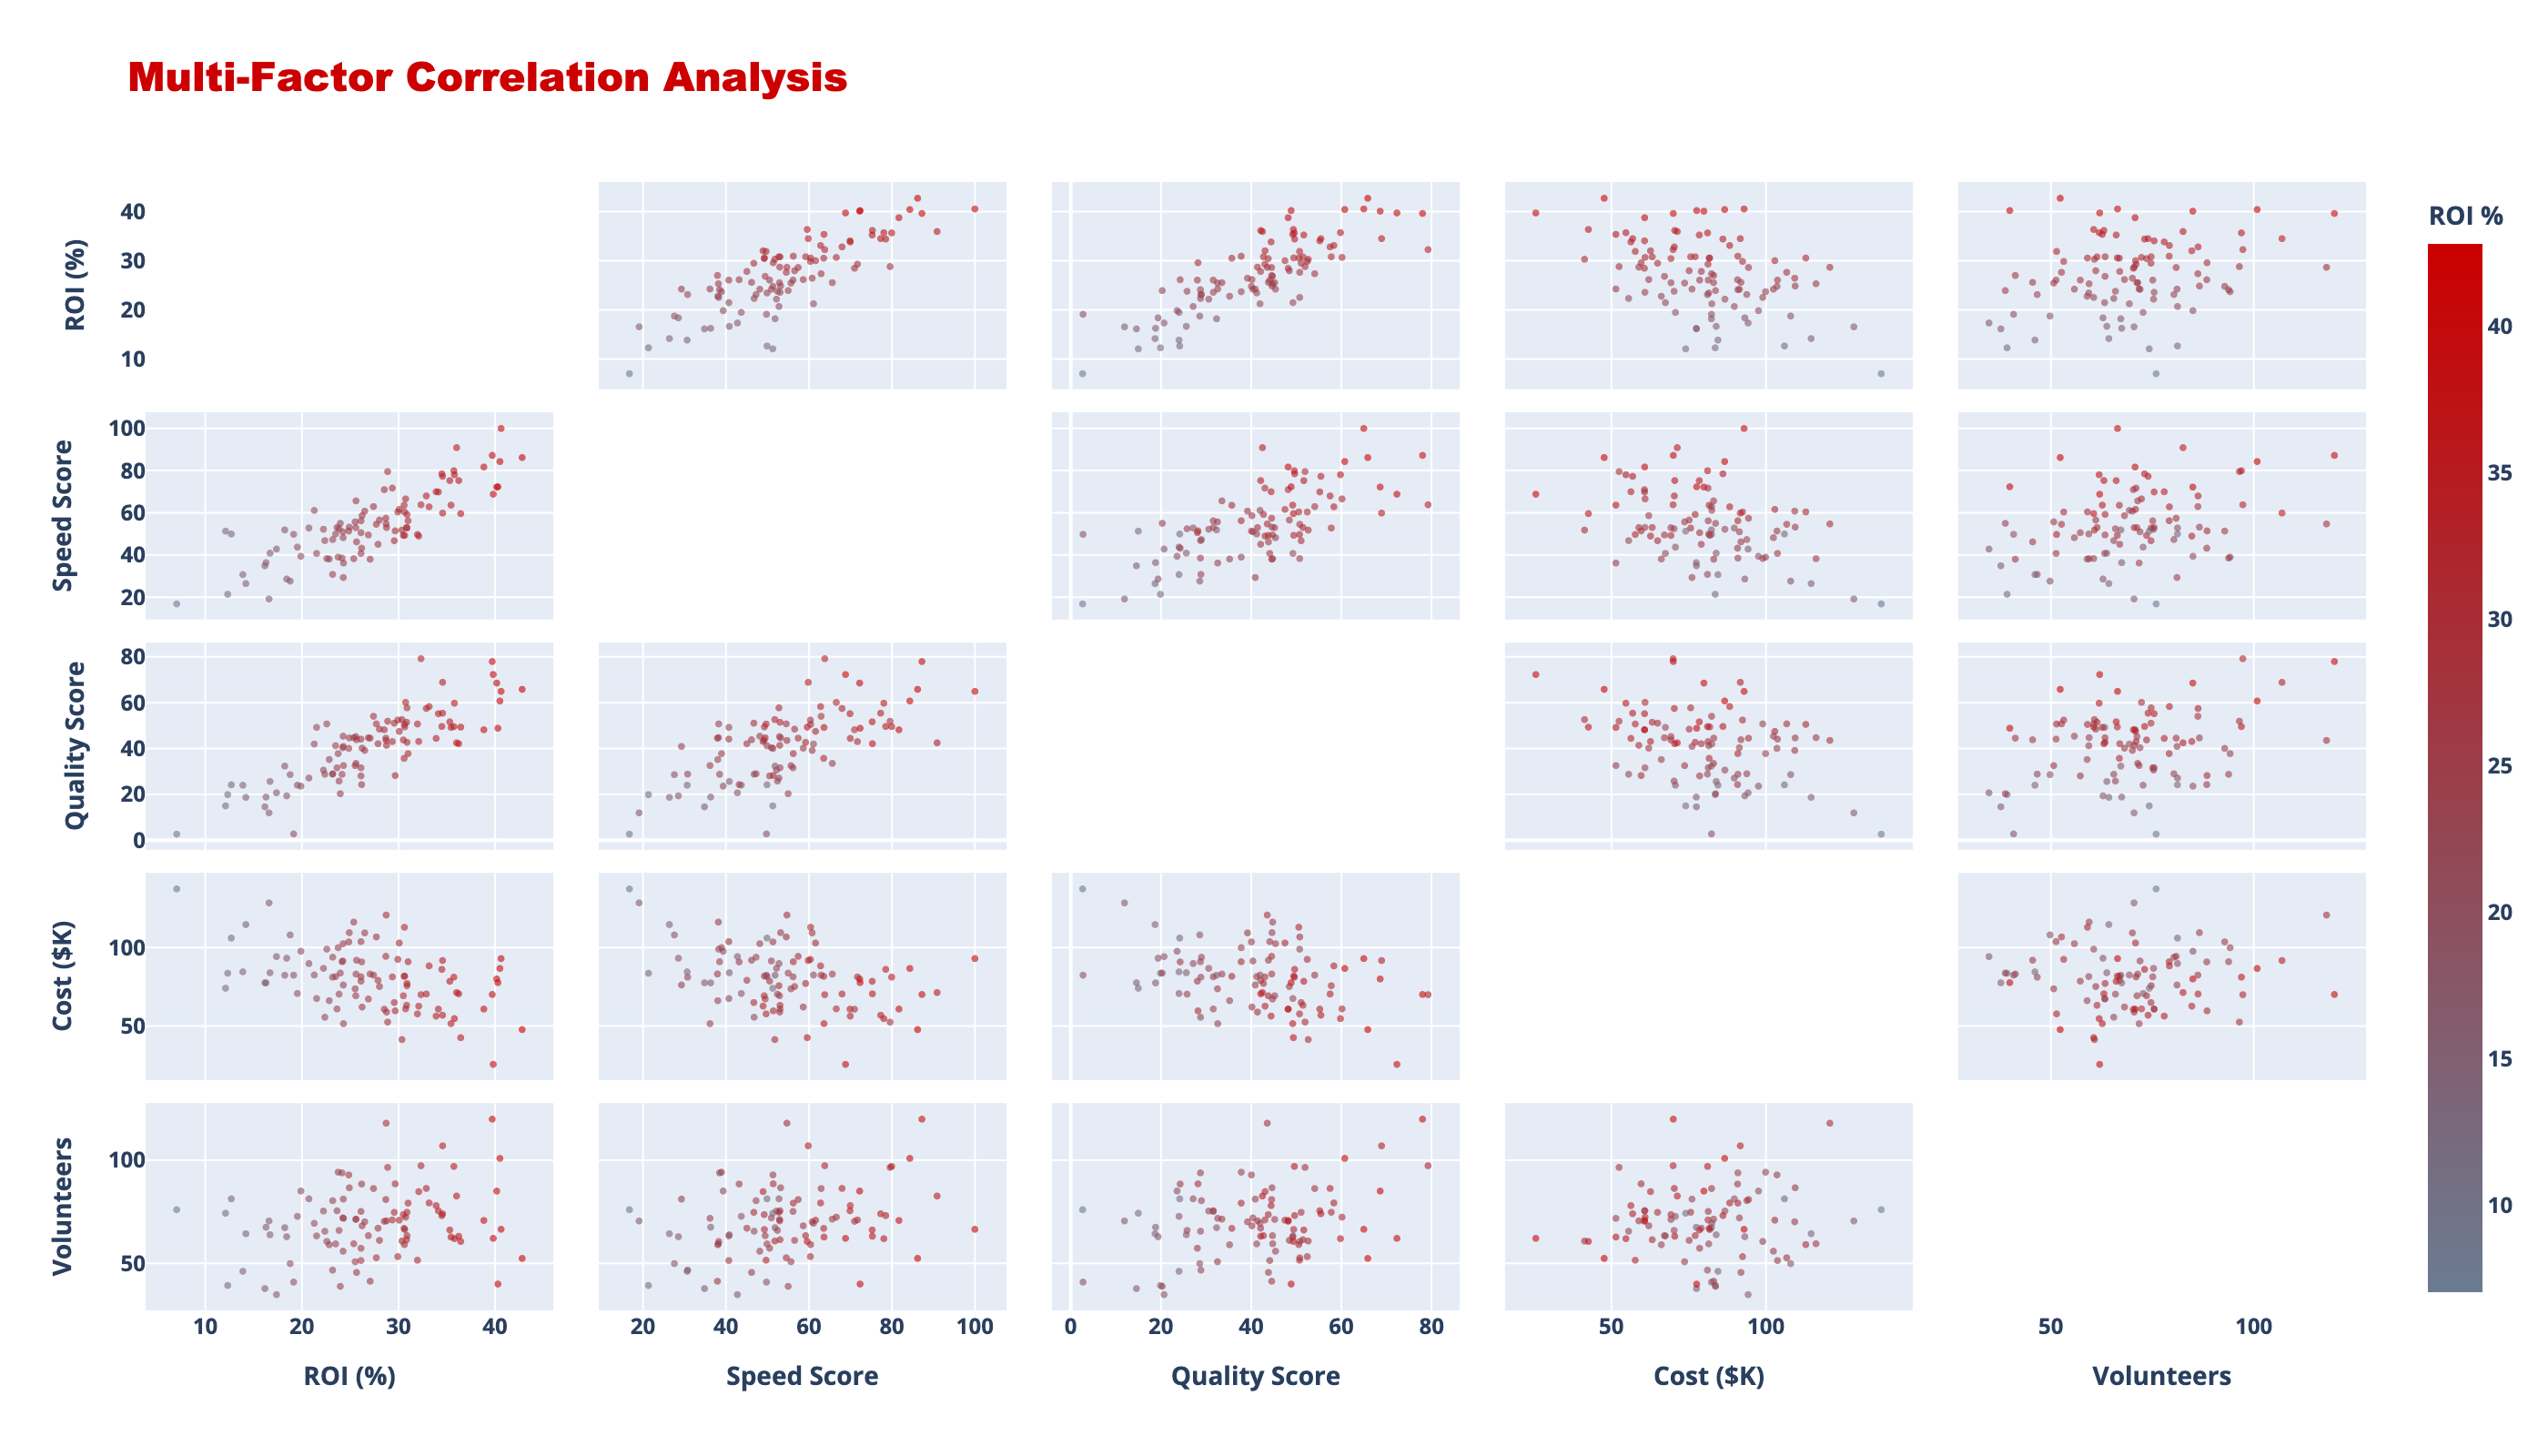 Multi-Factor Correlation Analysis
ROI (%)
40
30
20
10
Speed Score
100
80
60
40
20
Quality Score
80
60
40
20
0
Cost ($K)
100
50
Volunteers
100
50
10 20 30 40
20 40 60 80 100
0 20 40 60 80
50 100
50 100
ROI (%)
Speed Score
Quality Score
Cost ($K)
Volunteers
ROI %
40
35
30
25
20
15
10